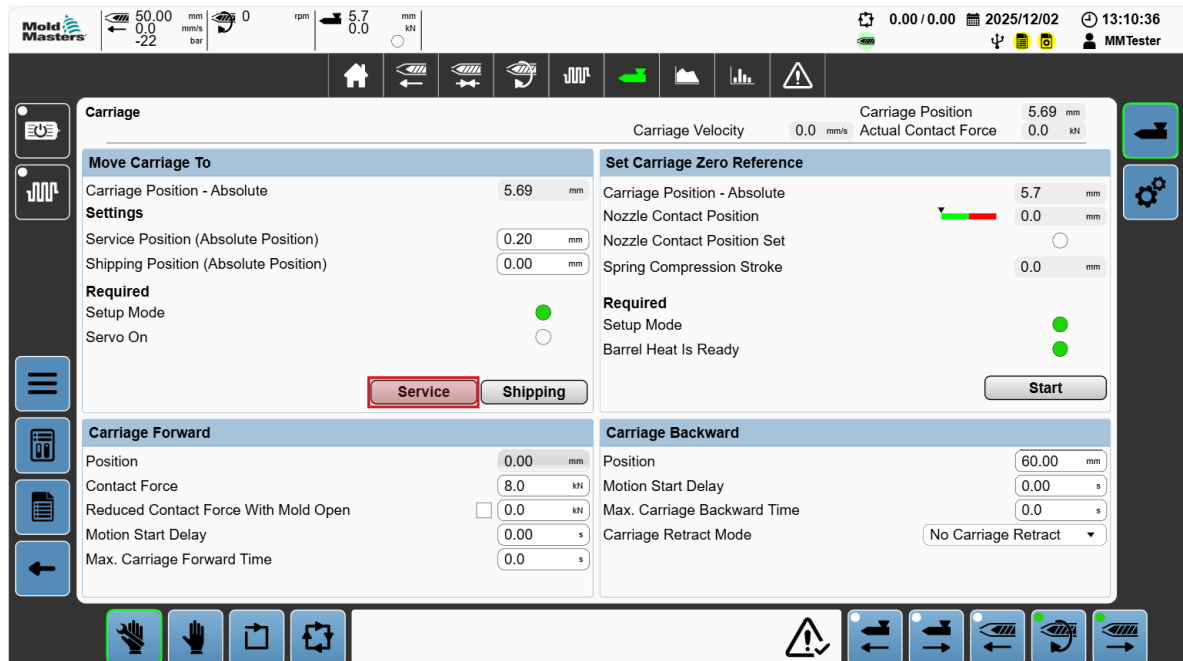 Mold Masters
50.00 mm 0 rpm 5.7 mm
0.0 mm/s 0.0 kN
-22 bar
0.00 / 0.00 2025/12/02 13:10:36
MMTester
Carriage
Carriage Position 5.69 mm
Carriage Velocity 0.0 mm/s Actual Contact Force 0.0 kN
Move Carriage To
Carriage Position - Absolute 5.69 mm
Settings
Service Position (Absolute Position) 0.20 mm
Shipping Position (Absolute Position) 0.00 mm
Required
Setup Mode
Servo On
Service Shipping
Set Carriage Zero Reference
Carriage Position - Absolute 5.7 mm
Nozzle Contact Position 0.0 mm
Nozzle Contact Position Set
Spring Compression Stroke 0.0 mm
Required
Setup Mode
Barrel Heat Is Ready
Start
Carriage Forward
Position 0.00 mm
Contact Force 8.0 kN
Reduced Contact Force With Mold Open 0.0 kN
Motion Start Delay 0.00 s
Max. Carriage Forward Time 0.0 s
Carriage Backward
Position 60.00 mm
Motion Start Delay 0.00 s
Max. Carriage Backward Time 0.0 s
Carriage Retract Mode No Carriage Retract